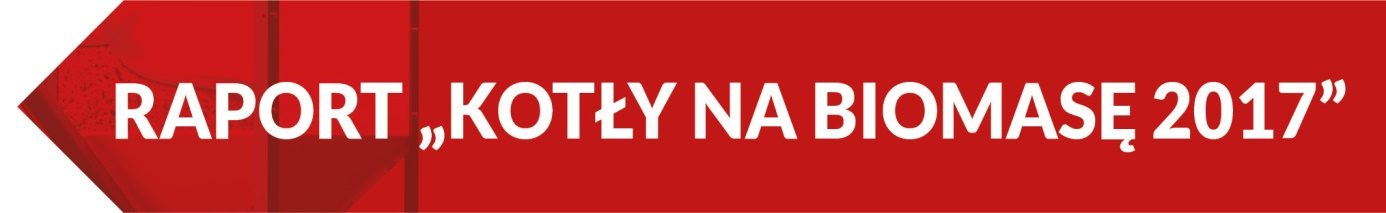 RAPORT „KOTŁY NA BIOMASĘ 2017”